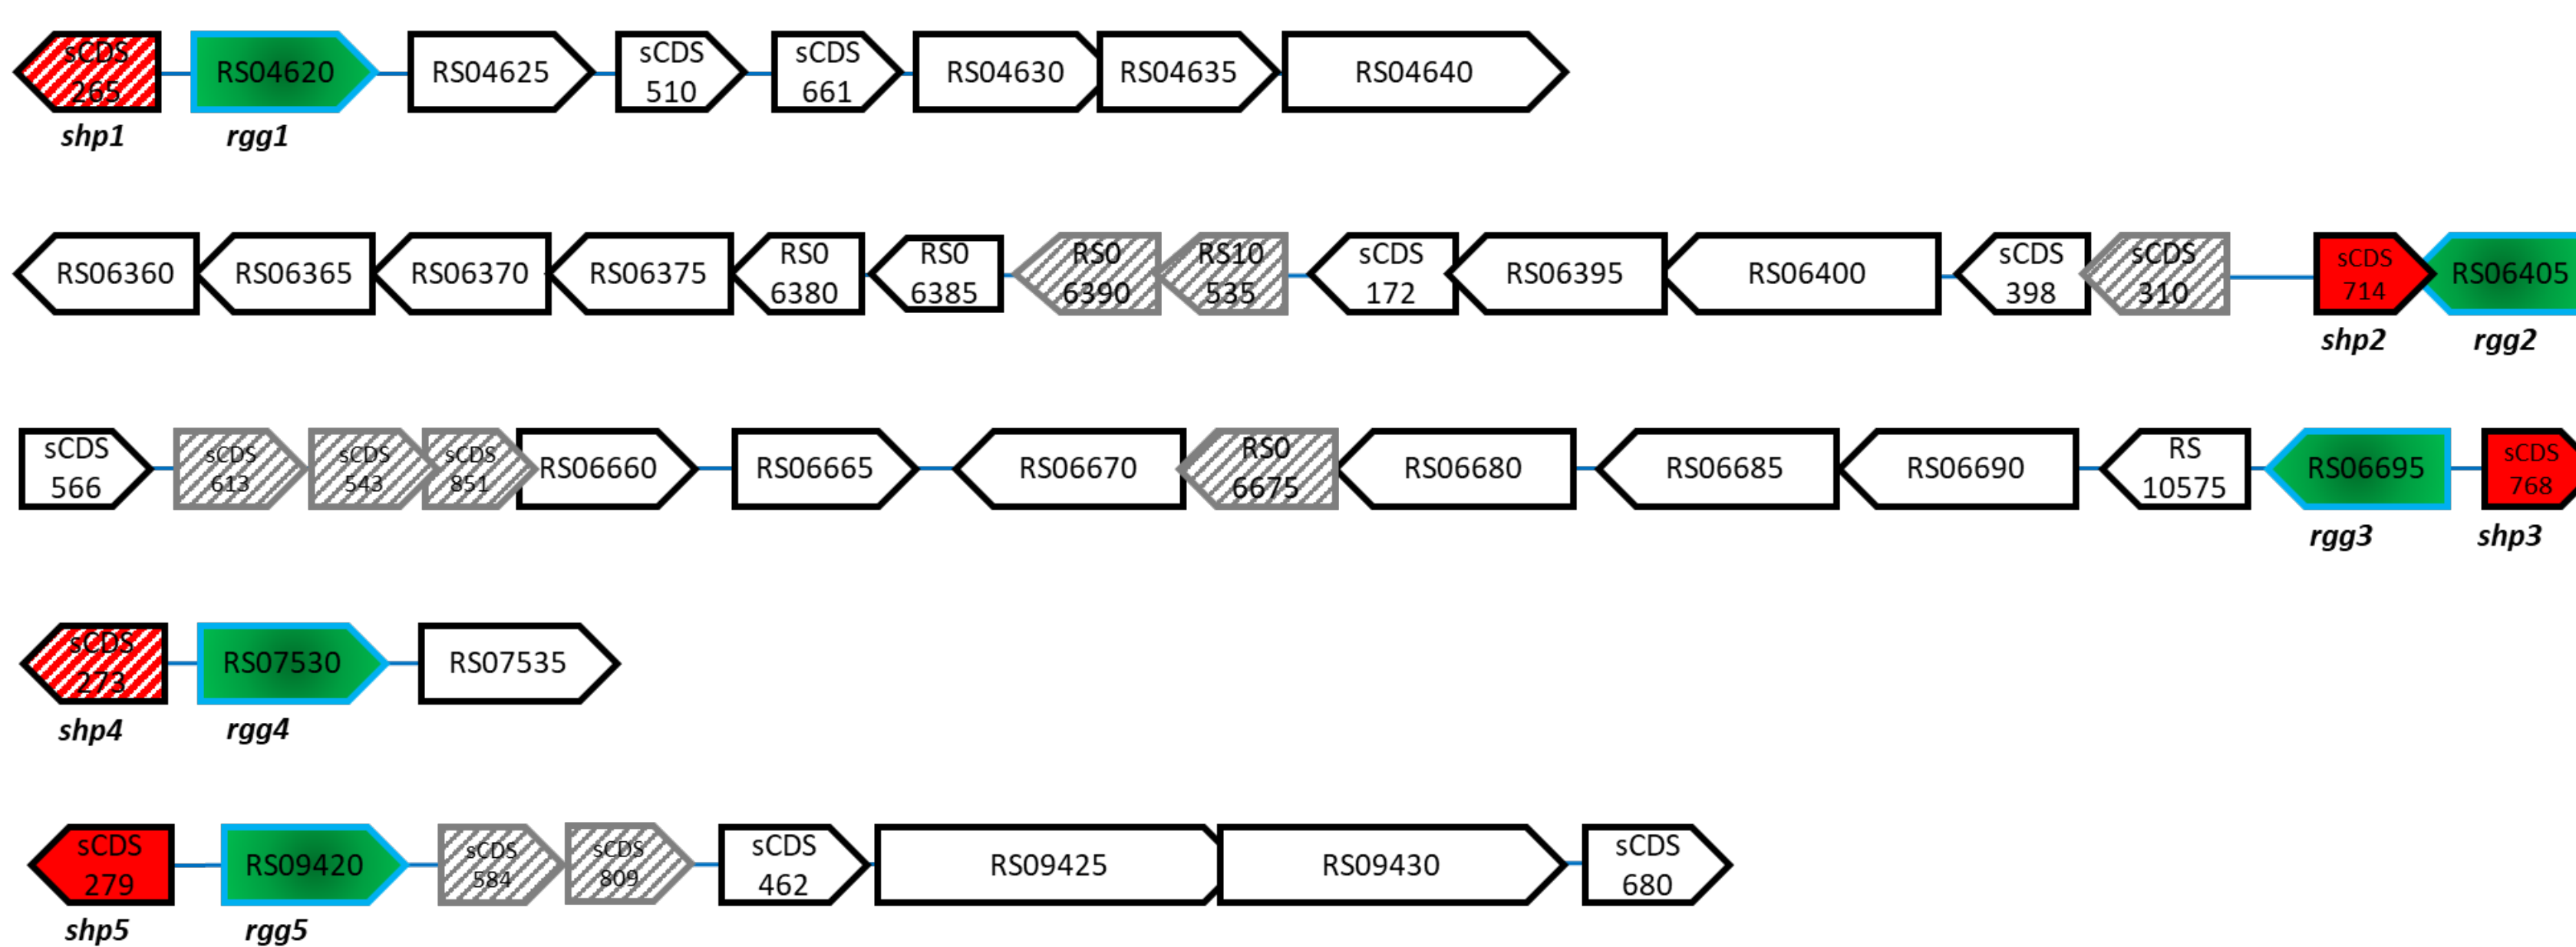 sCDS 265 RS04620 RS04625 sCDS 510 sCDS 661 RS04630 RS04635 RS04640
shp1 rgg1
RS06360 RS06365 RS06370 RS06375 RS0 6380 RS0 6385 RS0 6390 RS10 535 sCDS 172 RS06395 RS06400 sCDS 398 sCDS 310 sCDS 714 RS06405
shp2 rgg2
sCDS 566 sCDS 613 sCDS 543 sCDS 851 RS06660 RS06665 RS06670 RS0 6675 RS06680 RS06685 RS06690 RS 10575 RS06695 sCDS 768
rgg3 shp3
sCDS 273 RS07530 RS07535
shp4 rgg4
sCDS 279 RS09420 sCDS 584 sCDS 809 sCDS 462 RS09425 RS09430 sCDS 680
shp5 rgg5